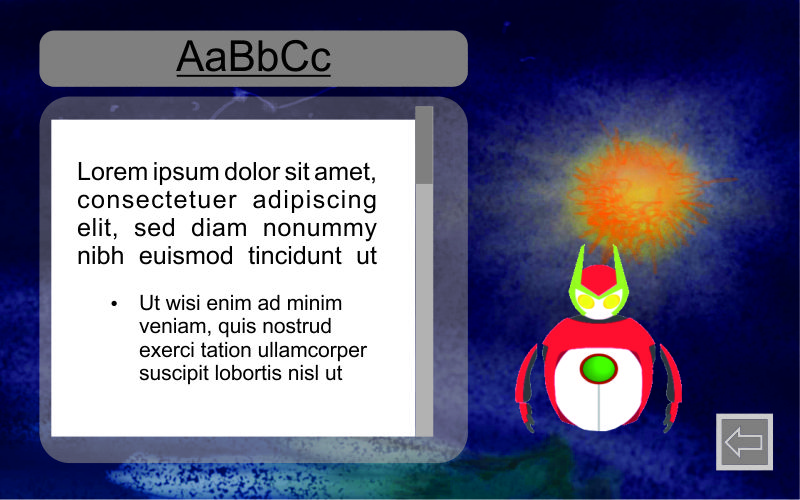 AaBbCc
Lorem ipsum dolor sit amet,
consectetuer adipiscing
elit, sed diam nonummy
nibh euismod tincidunt ut
• Ut wisi enim ad minim
veniam, quis nostrud
exerci tation ullamcorper
suscipit lobortis nisl ut